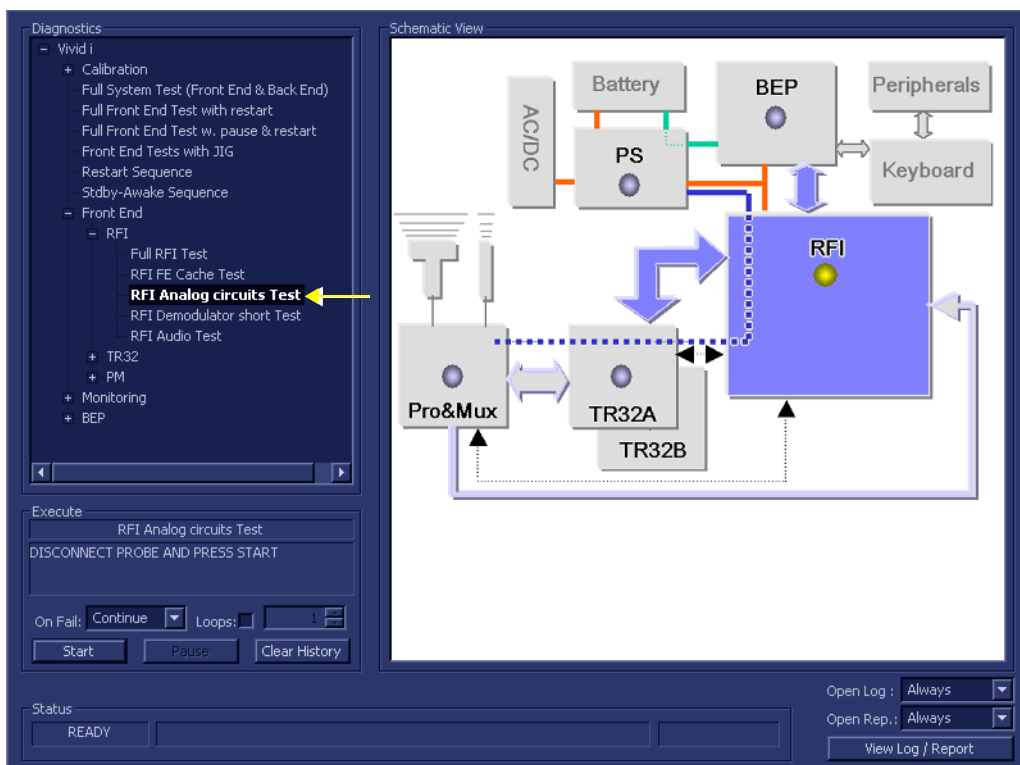 Diagnostics
Vivid i
Calibration
Full System Test (Front End & Back End)
Full Front End Test with restart
Full Front End Test w. pause & restart
Front End Tests with JIG
Restart Sequence
Stdby-Awake Sequence
Front End
RFI
Full RFI Test
RFI FE Cache Test
RFI Analog circuits Test
RFI Demodulator short Test
RFI Audio Test
TR32
PM
Monitoring
BEP
Execute
RFI Analog circuits Test
DISCONNECT PROBE AND PRESS START
On Fail: Continue Loops: 1
Start Pause Clear History
Schematic View
Battery
BEP
Peripherals
AC/DC
PS
Keyboard
RFI
Pro&Mux
TR32A
TR32B
Open Log : Always
Status
Open Rep.: Always
READY
View Log / Report